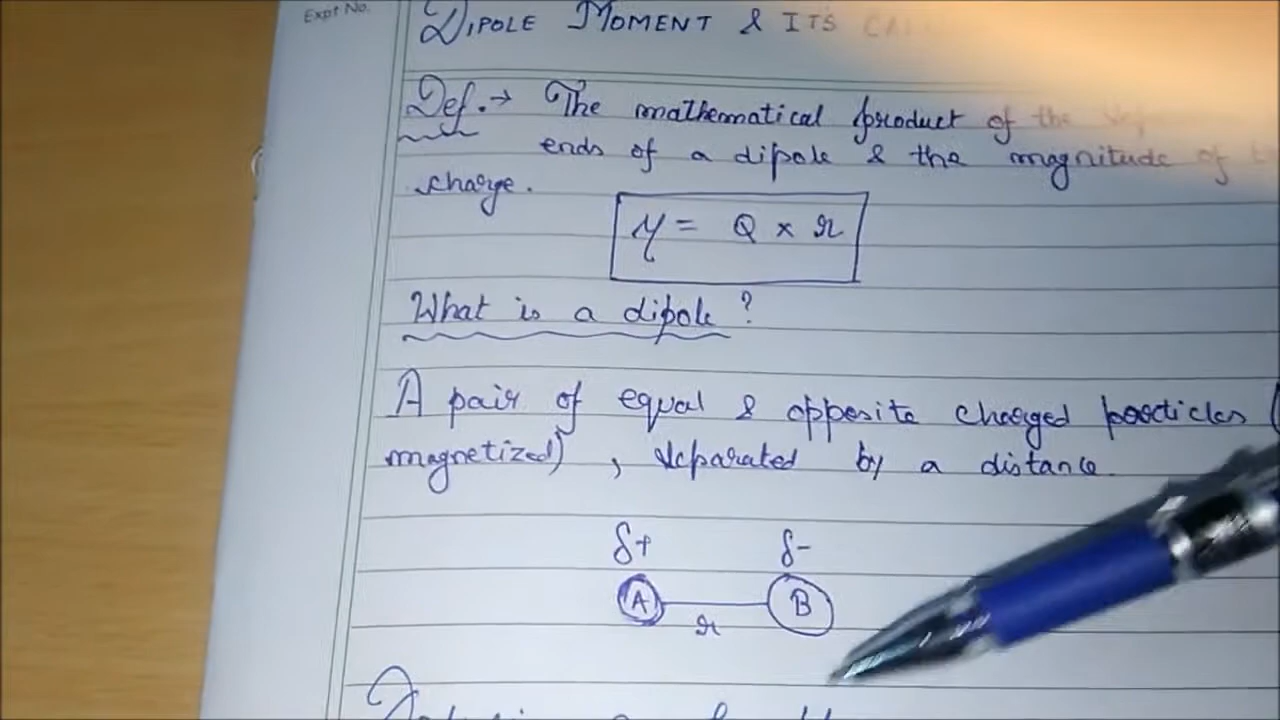 Expt No.
DIPOLE MOMENT & ITS
Def. → The mathematical product of the
ends of a dipole & the magnitude of
charge.
μ = Q × r
What is a dipole ?
A pair of equal & opposite charged particles (
magnetized) , separated by a distance.
δ+ δ-
A B
r